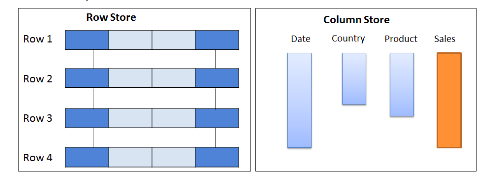 Row Store
Row 1
Row 2
Row 3
Row 4
Column Store
Date Country Product Sales